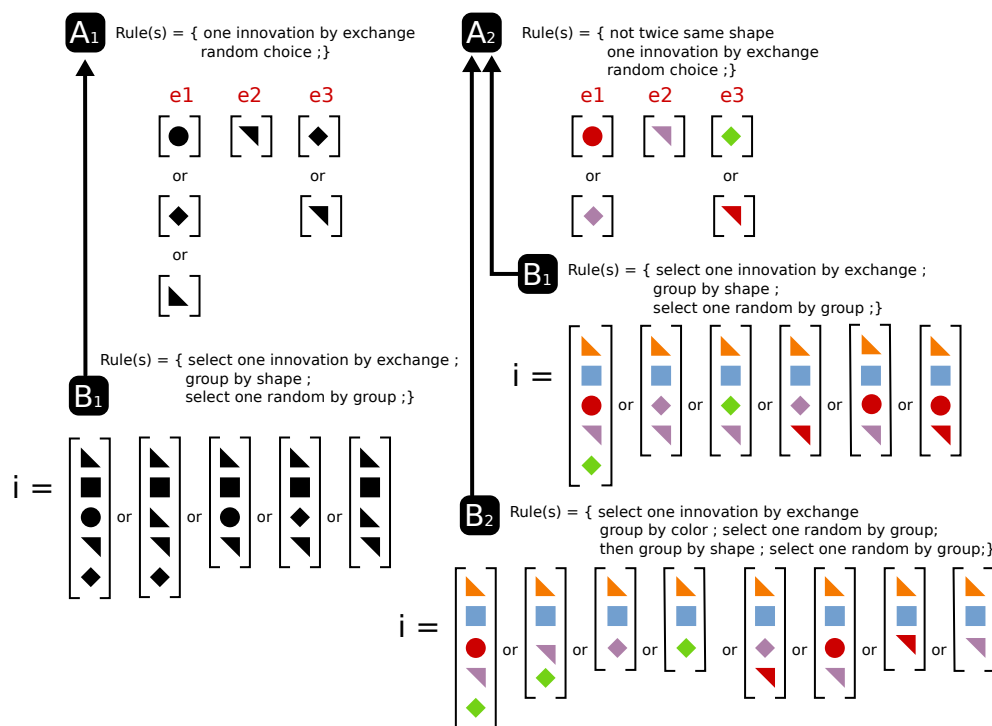 A1
Rule(s) = { one innovation by exchange
random choice ;}
e1 e2 e3
or or
or
B1
Rule(s) = { select one innovation by exchange ;
group by shape ;
select one random by group ;}
i =
or or or or
A2
Rule(s) = { not twice same shape
one innovation by exchange
random choice ;}
e1 e2 e3
or or
B1
Rule(s) = { select one innovation by exchange ;
group by shape ;
select one random by group ;}
i =
or or or or or
B2
Rule(s) = { select one innovation by exchange
group by color ; select one random by group;
then group by shape ; select one random by group;}
i =
or or or or or or or